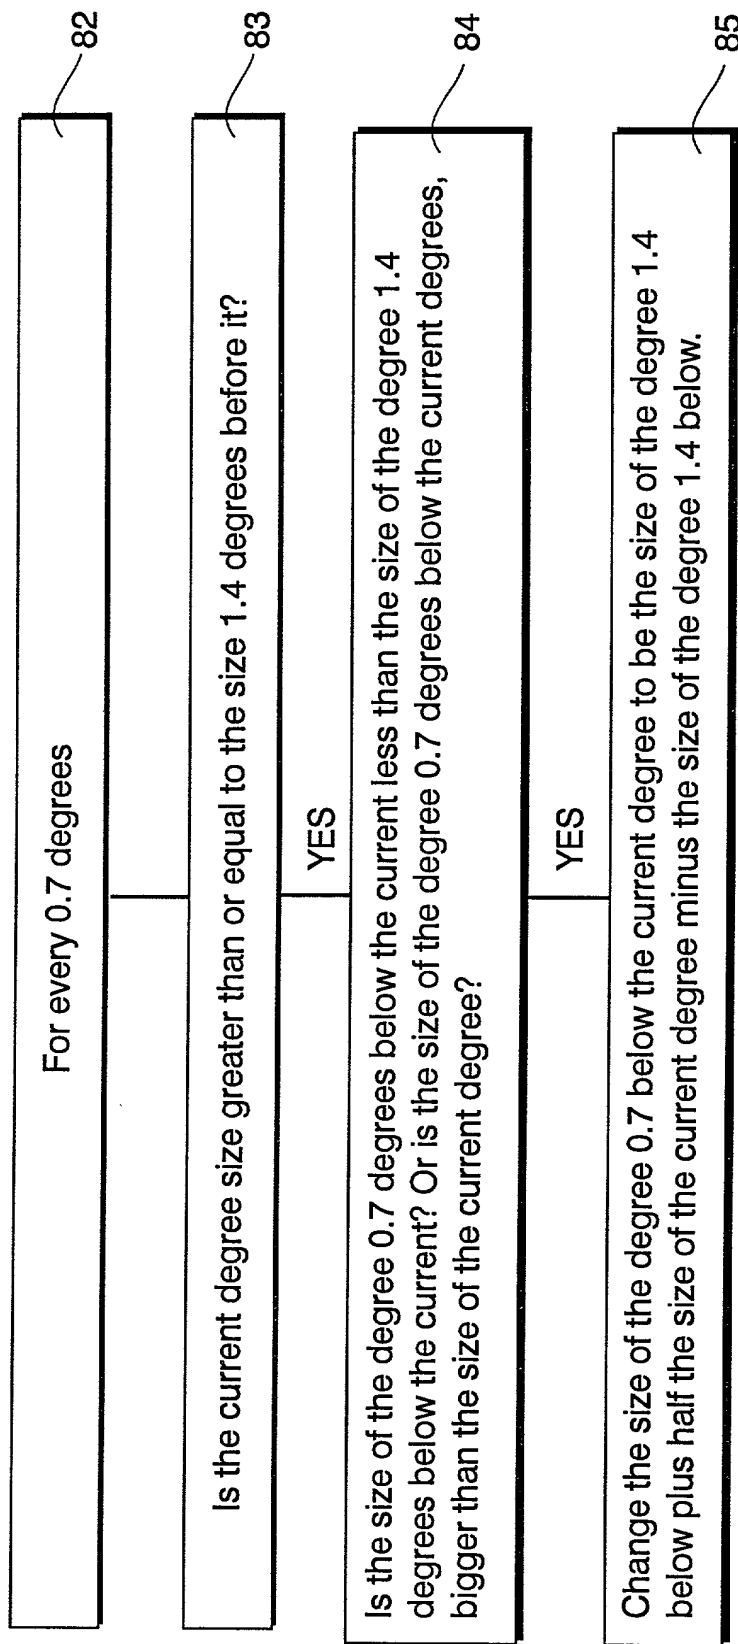 For every 0.7 degrees
82
Is the current degree size greater than or equal to the size 1.4 degrees before it?
83
YES
Is the size of the degree 0.7 degrees below the current less than the size of the degree 1.4
degrees below the current? Or is the size of the degree 0.7 degrees below the current degrees,
bigger than the size of the current degree?
84
YES
Change the size of the degree 0.7 below the current degree to be the size of the degree 1.4
below plus half the size of the current degree minus the size of the degree 1.4 below.
85